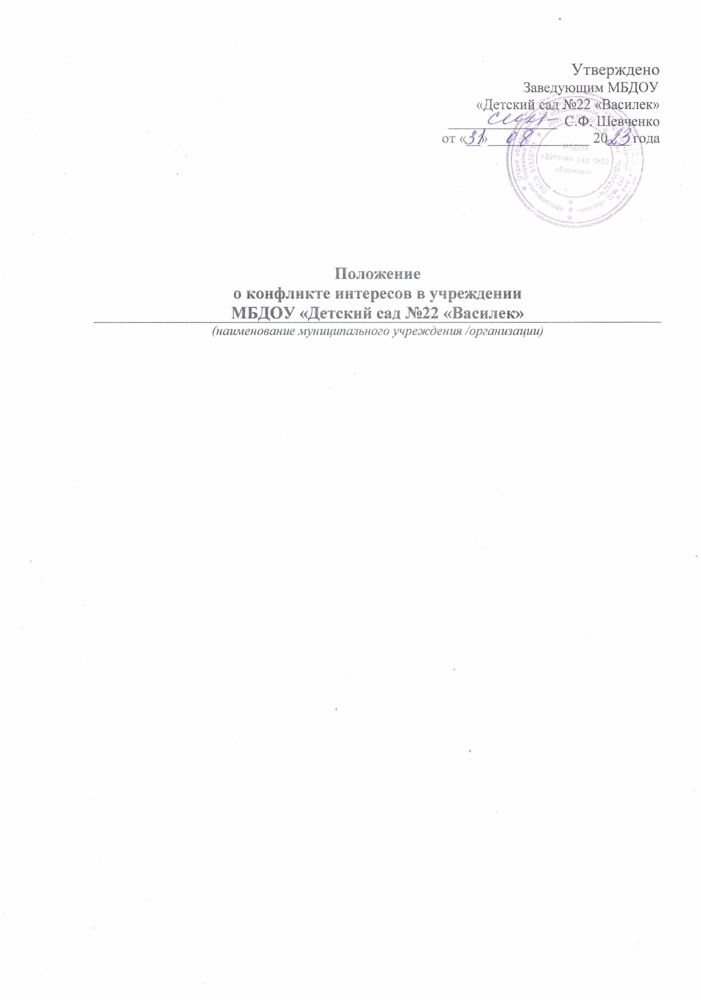 Утверждено
Заведующим МБДОУ
«Детский сад №22 «Василек»
________________ С.Ф. Шевченко
от «31» 08 2023 года
МБДОУ
«Детский сад №22
«Василек»
Положение
о конфликте интересов в учреждении
МБДОУ «Детский сад №22 «Василек»
(наименование муниципального учреждения /организации)